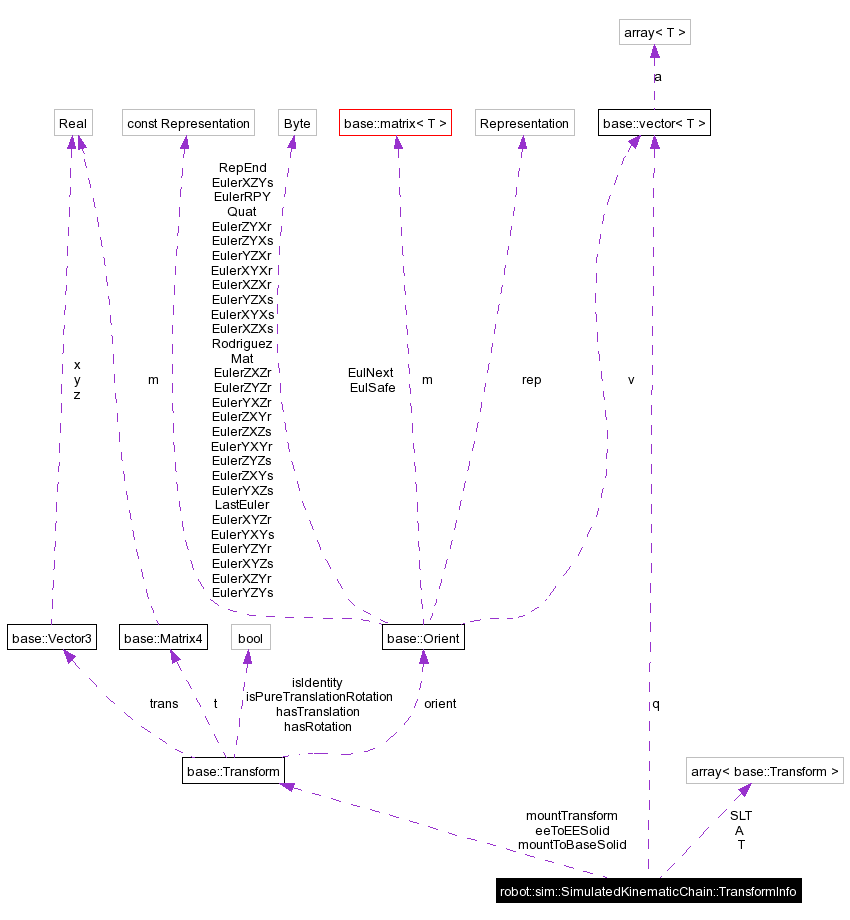 array< T >
a
Real
const Representation
Byte
base::matrix< T >
Representation
base::vector< T >
RepEnd
EulerXZYs
EulerRPY
Quat
EulerZYXr
EulerZYXs
EulerYZXr
EulerXYXr
EulerXZXr
EulerYZXs
EulerXYXs
EulerXZXs
Rodriguez
Mat
EulerZXZr
EulerZYZr
EulerYXZr
EulerZXYr
EulerZXZs
EulerYXYr
EulerZYZs
EulerZXYs
EulerYXZs
LastEuler
EulerXYZr
EulerYXYs
EulerYZYr
EulerXYZs
EulerXZYr
EulerYZYs
x
y
z
m
EulNext
EulSafe
m
rep
v
base::Vector3
base::Matrix4
bool
base::Orient
trans
t
isIdentity
isPureTranslationRotation
hasTranslation
hasRotation
orient
q
base::Transform
array< base::Transform >
mountTransform
eeToEESolid
mountToBaseSolid
SLT
A
T
robot::sim::SimulatedKinematicChain::TransformInfo